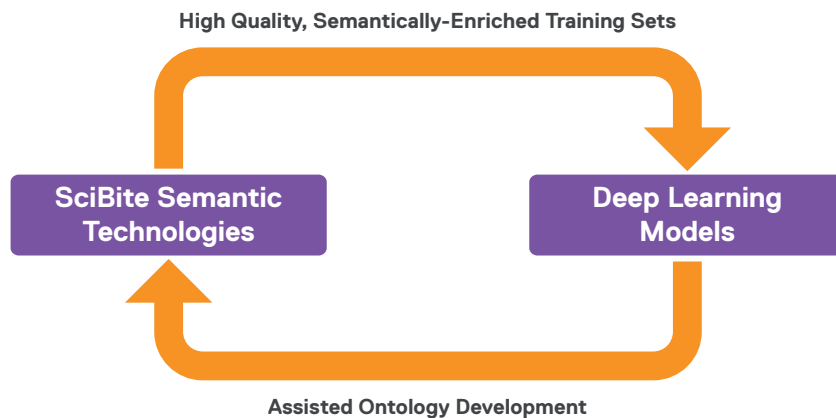 High Quality, Semantically-Enriched Training Sets
SciBite Semantic
Technologies
Deep Learning
Models
Assisted Ontology Development